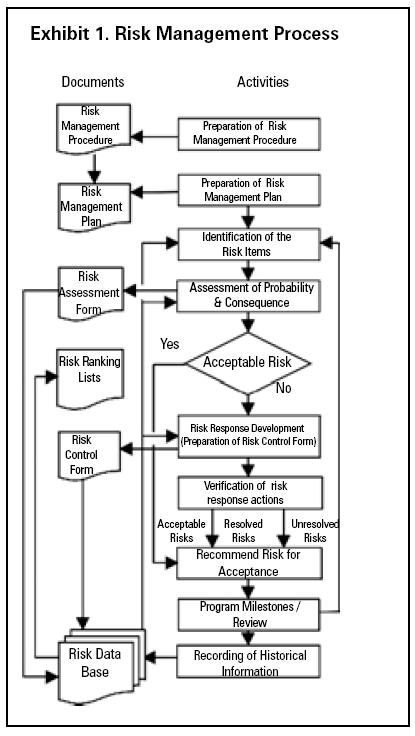 Exhibit 1. Risk Management Process
Documents
Activities
Risk
Management
Procedure
Preparation of Risk
Management Procedure
Risk
Management
Plan
Preparation of Risk
Management Plan
Identification of the
Risk Items
Risk
Assessment
Form
Assessment of Probability
& Consequence
Yes
Acceptable Risk
No
Risk Ranking
Lists
Risk Response Development
(Preparation of Risk Control Form)
Risk
Control
Form
Verification of risk
response actions
Acceptable
Risks
Resolved
Risks
Unresolved
Risks
Recommend Risk for
Acceptance
Program Milestones /
Review
Risk Data
Base
Recording of Historical
Information